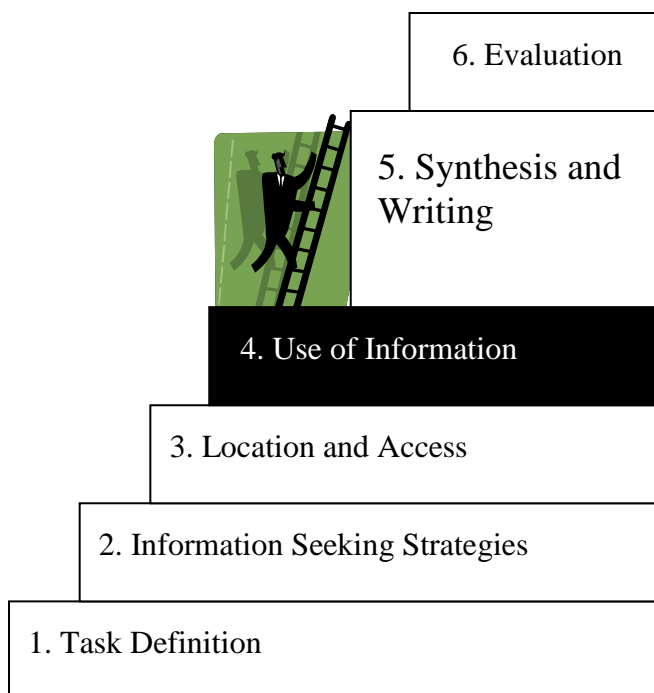 6. Evaluation
5. Synthesis and
Writing
4. Use of Information
3. Location and Access
2. Information Seeking Strategies
1. Task Definition